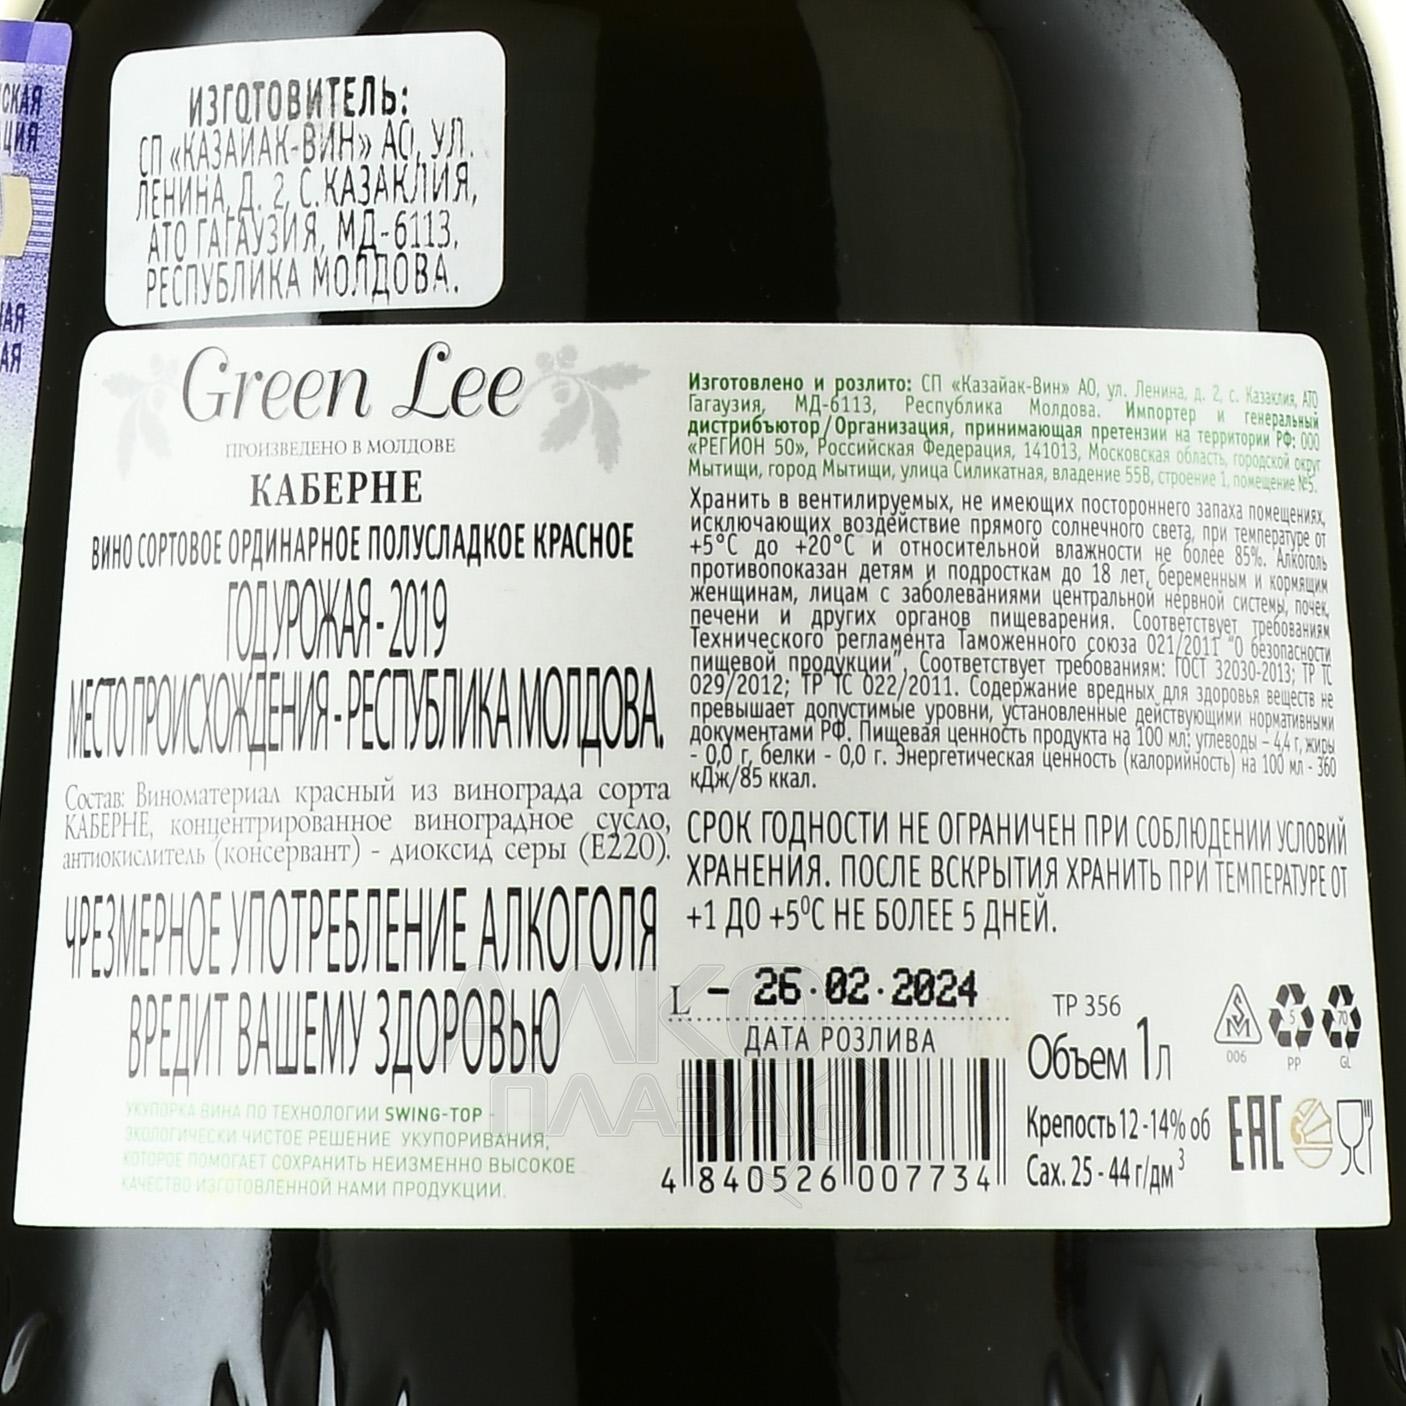 СКАЯ
ЦИЯ
АЯ
ИЗГОТОВИТЕЛЬ:
СП «КАЗАЙАК-ВИН» АО, УЛ.
ЛЕНИНА, Д. 2, С. КАЗАКЛИЯ,
АТО ГАГАУЗИЯ, МД-6113,
РЕСПУБЛИКА МОЛДОВА.
Green Lee
ПРОИЗВЕДЕНО В МОЛДОВЕ
КАБЕРНЕ
ВИНО СОРТОВОЕ ОРДИНАРНОЕ ПОЛУСЛАДКОЕ КРАСНОЕ
ГОД УРОЖАЯ - 2019
МЕСТО ПРОИСХОЖДЕНИЯ - РЕСПУБЛИКА МОЛДОВА.
Состав: Виноматериал красный из винограда сорта
КАБЕРНЕ, концентрированное виноградное сусло,
антиокислитель (консервант) - диоксид серы (Е220).
ЧРЕЗМЕРНОЕ УПОТРЕБЛЕНИЕ АЛКОГОЛЯ
ВРЕДИТ ВАШЕМУ ЗДОРОВЬЮ
УКУПОРКА ВИНА ПО ТЕХНОЛОГИИ SWING-TOP -
ЭКОЛОГИЧЕСКИ ЧИСТОЕ РЕШЕНИЕ УКУПОРИВАНИЯ,
КОТОРОЕ ПОМОГАЕТ СОХРАНИТЬ НЕИЗМЕННО ВЫСОКОЕ
КАЧЕСТВО ИЗГОТОВЛЕННОЙ НАМИ ПРОДУКЦИИ.
Изготовлено и розлито: СП «Казайак-Вин» АО, ул. Ленина, д. 2, с. Казаклия, АТО
Гагаузия, МД-6113, Республика Молдова. Импортер и генеральный
дистрибъютор/Организация, принимающая претензии на территории РФ: ООО
«РЕГИОН 50», Российская Федерация, 141013, Московская область, городской округ
Мытищи, город Мытищи, улица Силикатная, владение 55В, строение 1, помещение №5.
Хранить в вентилируемых, не имеющих постороннего запаха помещениях,
исключающих воздействие прямого солнечного света, при температуре от
+5°С до +20°С и относительной влажности не более 85%. Алкоголь
противопоказан детям и подросткам до 18 лет, беременным и кормящим
женщинам, лицам с заболеваниями центральной нервной системы, почек,
печени и других органов пищеварения. Соответствует требованиям
Технического регламента Таможенного союза 021/2011 "О безопасности
пищевой продукции". Соответствует требованиям: ГОСТ 32030-2013; ТР ТС
029/2012; ТР ТС 022/2011. Содержание вредных для здоровья веществ не
превышает допустимые уровни, установленные действующими нормативными
документами РФ. Пищевая ценность продукта на 100 мл: углеводы – 4,4 г, жиры
- 0,0 г, белки - 0,0 г. Энергетическая ценность (калорийность) на 100 мл - 360
кДж/85 ккал.
СРОК ГОДНОСТИ НЕ ОГРАНИЧЕН ПРИ СОБЛЮДЕНИИ УСЛОВИЙ
ХРАНЕНИЯ. ПОСЛЕ ВСКРЫТИЯ ХРАНИТЬ ПРИ ТЕМПЕРАТУРЕ ОТ
+1 ДО +5⁰С НЕ БОЛЕЕ 5 ДНЕЙ.
L - 26.02.2024
ДАТА РОЗЛИВА
4 840526 007734
ТР 356
Объем 1 л
Крепость 12 -14% об
Сах. 25 - 44 г/дм³
SM
006
5
PP
70
GL
EAC
АЛКО
ПЛАЗА.ru